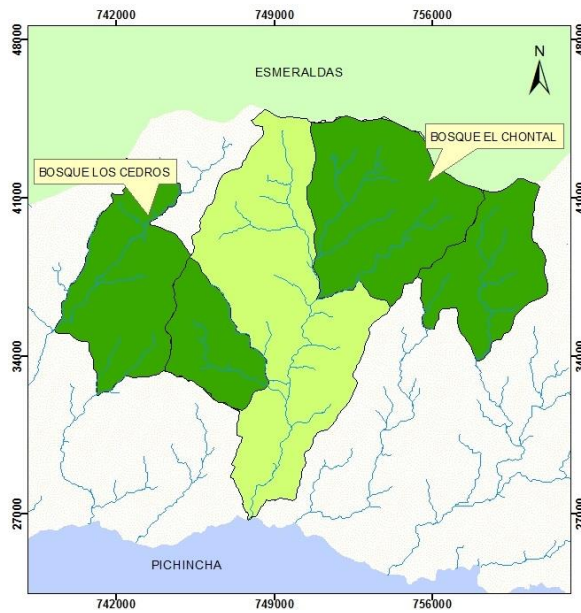 742000 749000 756000
48000 48000
N
ESMERALDAS
BOSQUE EL CHONTAL
BOSQUE LOS CEDROS
41000 41000
34000 34000
27000 27000
PICHINCHA
742000 749000 756000